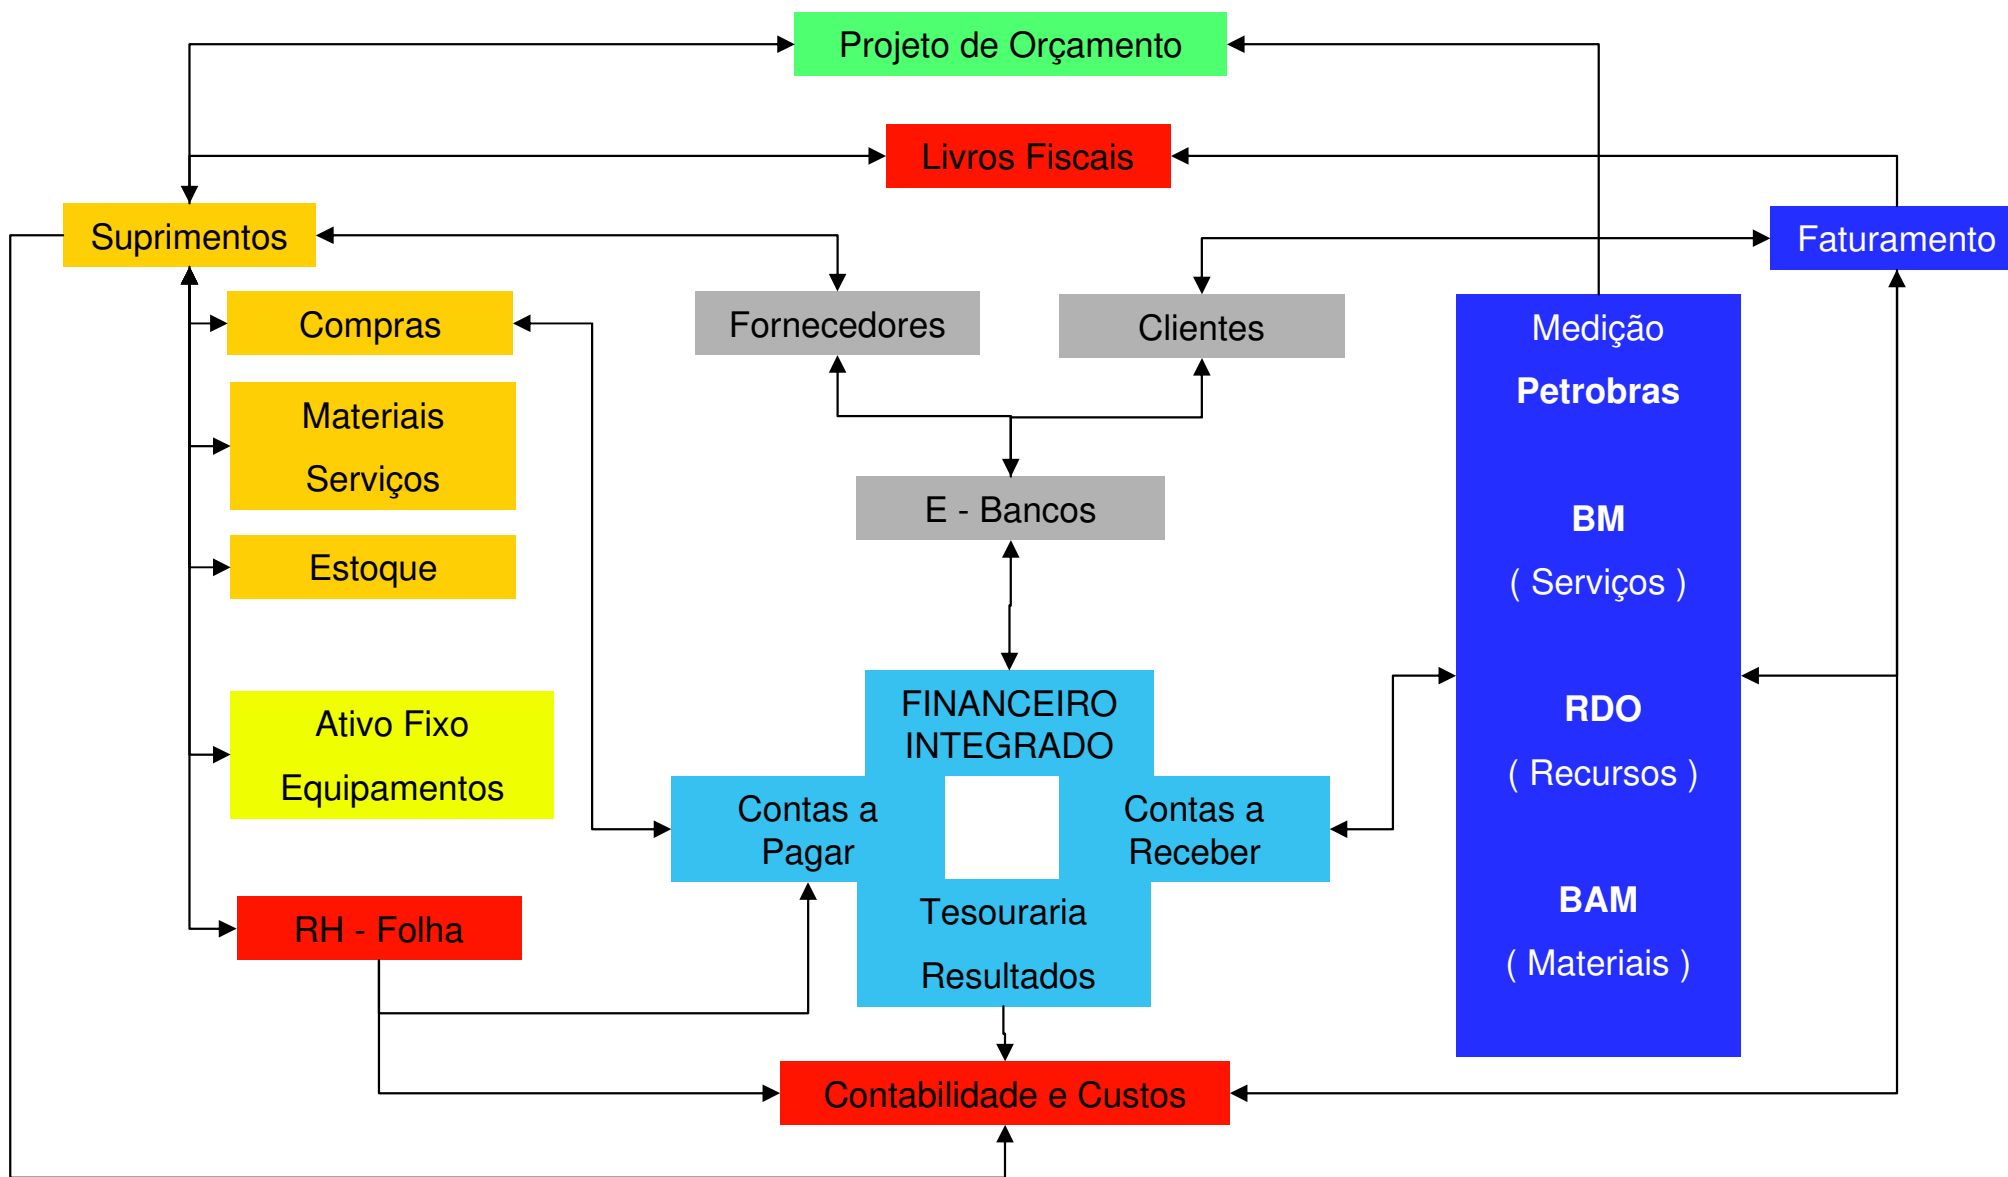 Projeto de Orçamento
Livros Fiscais
Suprimentos
Faturamento
Compras
Fornecedores
Clientes
Materiais
Serviços
Estoque
E - Bancos
Medição
Petrobras
BM
( Serviços )
RDO
( Recursos )
BAM
( Materiais )
Ativo Fixo
Equipamentos
FINANCEIRO
INTEGRADO
Contas a
Pagar
Contas a
Receber
Tesouraria
Resultados
RH - Folha
Contabilidade e Custos